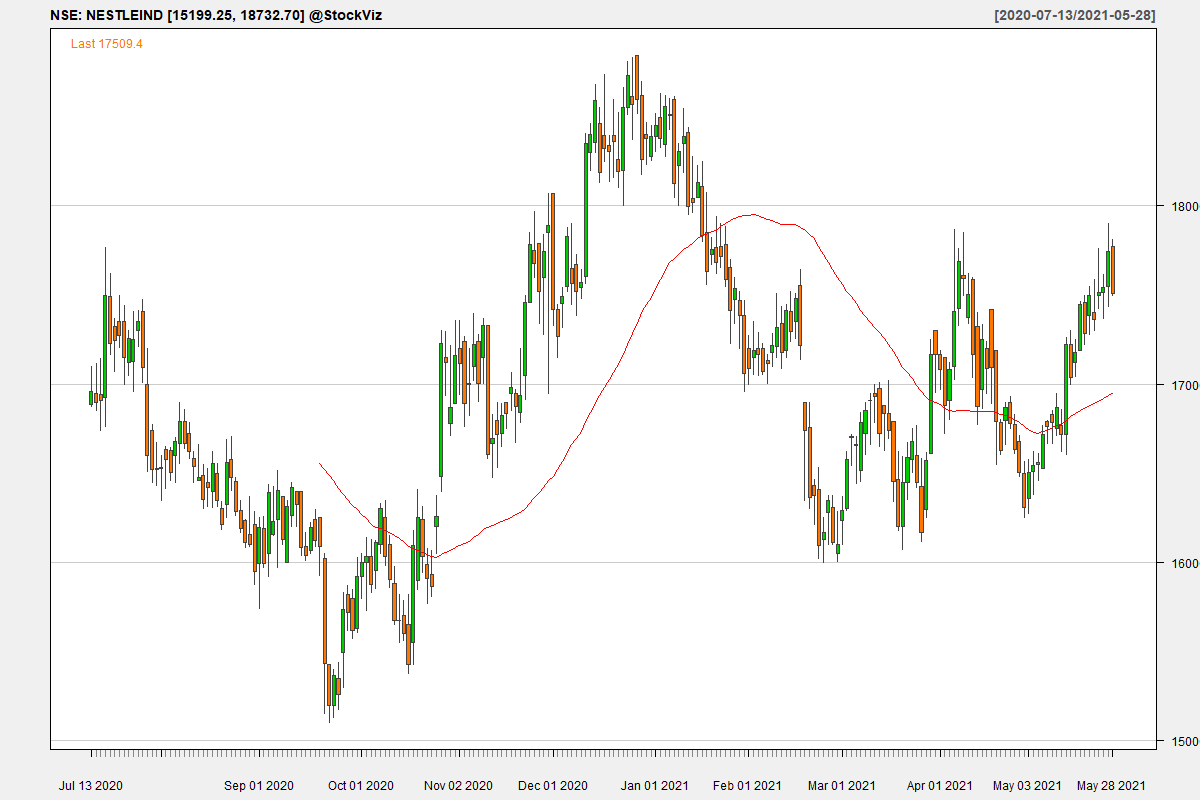 NSE: NESTLEIND [15199.25, 18732.70] @StockViz [2020-07-13/2021-05-28]
Last 17509.4
1800
1700
1600
1500
Jul 13 2020 Sep 01 2020 Oct 01 2020 Nov 02 2020 Dec 01 2020 Jan 01 2021 Feb 01 2021 Mar 01 2021 Apr 01 2021 May 03 2021 May 28 2021